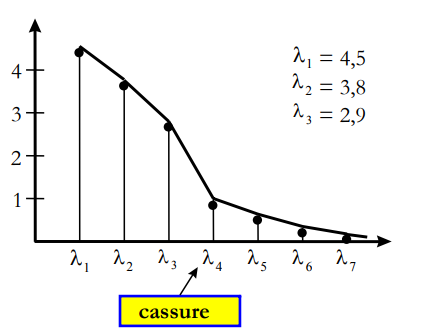 λ₁ = 4,5
λ₂ = 3,8
λ₃ = 2,9
4
3
2
1
λ₁ λ₂ λ₃ λ₄ λ₅ λ₆ λ₇
cassure